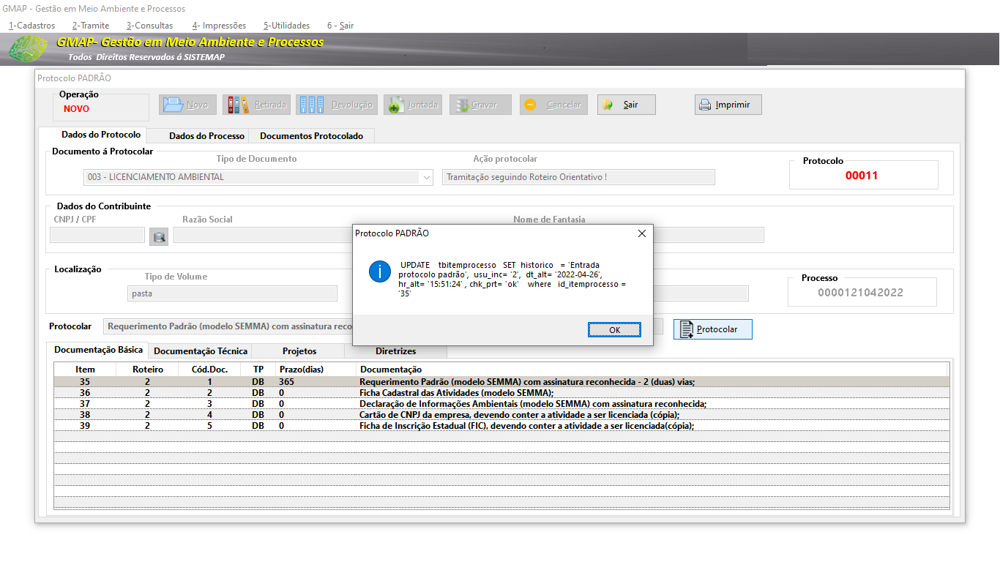 GMAP - Gestão em Meio Ambiente e Processos
1-Cadastros 2-Tramite 3-Consultas 4- Impressões 5-Utilidades 6 - Sair
GMAP- Gestão em Meio Ambiente e Processos
Todos Direitos Reservados á SISTEMAP
Protocolo PADRÃO
Operação
NOVO
Novo Retirada Devolução Juntada Gravar Cancelar Sair Imprimir
Dados do Protocolo Dados do Processo Documentos Protocolado
Documento á Protocolar
Tipo de Documento Ação protocolar Protocolo
003 - LICENCIAMENTO AMBIENTAL Tramitação seguindo Roteiro Orientativo ! 00011
Dados do Contribuinte
CNPJ / CPF Razão Social Nome de Fantasia
Protocolo PADRÃO
UPDATE tbitemprocesso SET historico = 'Entrada
protocolo padrão', usu_inc= '2', dt_alt= '2022-04-26',
hr_alt= '15:51:24' , chk_prt= 'ok' where id_itemprocesso =
'35'
OK
Localização
Tipo de Volume Processo
pasta 0000121042022
Protocolar Requerimento Padrão (modelo SEMMA) com assinatura reco Protocolar
Documentação Básica Documentação Técnica Projetos Diretrizes
Item Roteiro Cód.Doc. TP Prazo(dias) Documentação
35 2 1 DB 365 Requerimento Padrão (modelo SEMMA) com assinatura reconhecida - 2 (duas) vias;
36 2 2 DB 0 Ficha Cadastral das Atividades (modelo SEMMA);
37 2 3 DB 0 Declaração de Informações Ambientais (modelo SEMMA) com assinatura reconhecida;
38 2 4 DB 0 Cartão de CNPJ da empresa, devendo conter a atividade a ser licenciada (cópia);
39 2 5 DB 0 Ficha de Inscrição Estadual (FIC), devendo conter a atividade a ser licenciada(cópia);